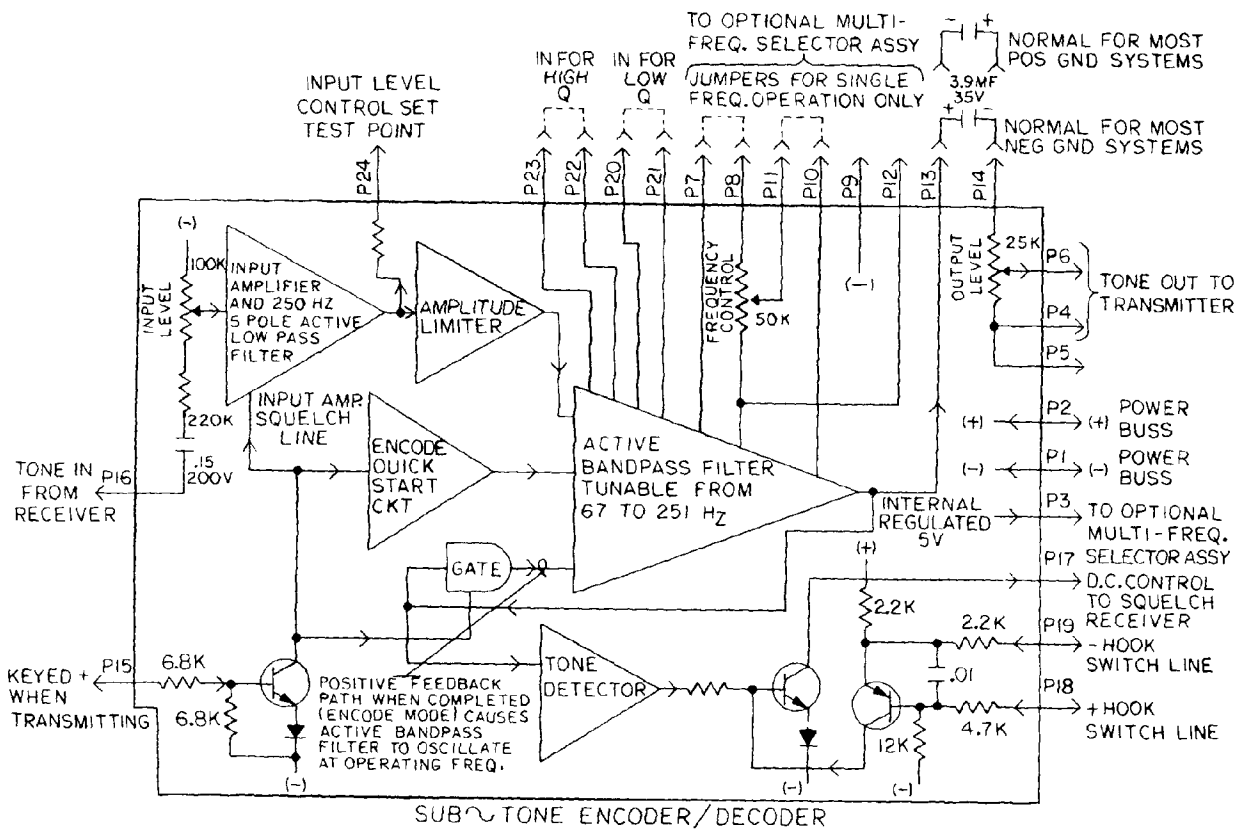 TO OPTIONAL MULTI-
FREQ. SELECTOR ASSY
JUMPERS FOR SINGLE
FREQ. OPERATION ONLY
- +
NORMAL FOR MOST
POS GND SYSTEMS
3.9MF
35V
+ -
NORMAL FOR MOST
NEG GND SYSTEMS
IN FOR
HIGH
Q
IN FOR
LOW
Q
INPUT LEVEL
CONTROL SET
TEST POINT
P24
P23
P22
P20
P21
P7
P8
P11
P10
P9
P12
P13
P14
(-)
100K
INPUT
LEVEL
INPUT
AMPLIFIER
AND 250 HZ
5 POLE ACTIVE
LOW PASS
FILTER
AMPLITUDE
LIMITER
FREQUENCY
CONTROL
50K
(-)
OUTPUT
LEVEL
25K
P6
P4
P5
TONE OUT TO
TRANSMITTER
220K
.15
200V
INPUT AMP.
SQUELCH
LINE
ENCODE
QUICK
START
CKT
ACTIVE
BANDPASS FILTER
TUNABLE FROM
67 TO 251 HZ
(+) P2 (+) POWER
BUSS
(-) P1 (-) POWER
BUSS
TONE IN
FROM
RECEIVER
P16
INTERNAL
REGULATED
5V
P3
TO OPTIONAL
MULTI-FREQ.
SELECTOR ASSY
P17
D.C. CONTROL
TO SQUELCH
RECEIVER
(+)
GATE
2.2K
2.2K
P19
-HOOK
SWITCH LINE
.01
P18
+HOOK
SWITCH LINE
4.7K
12K
(-)
KEYED +
WHEN
TRANSMITTING
P15
6.8K
6.8K
(-)
POSITIVE FEEDBACK
PATH WHEN COMPLETED
(ENCODE MODE) CAUSES
ACTIVE BANDPASS
FILTER TO OSCILLATE
AT OPERATING FREQ.
TONE
DETECTOR
(-)
SUB∿TONE ENCODER/DECODER